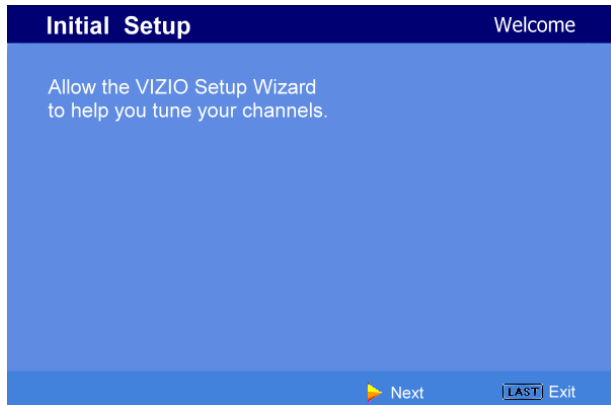 Initial Setup Welcome
Allow the VIZIO Setup Wizard
to help you tune your channels.
Next LAST Exit